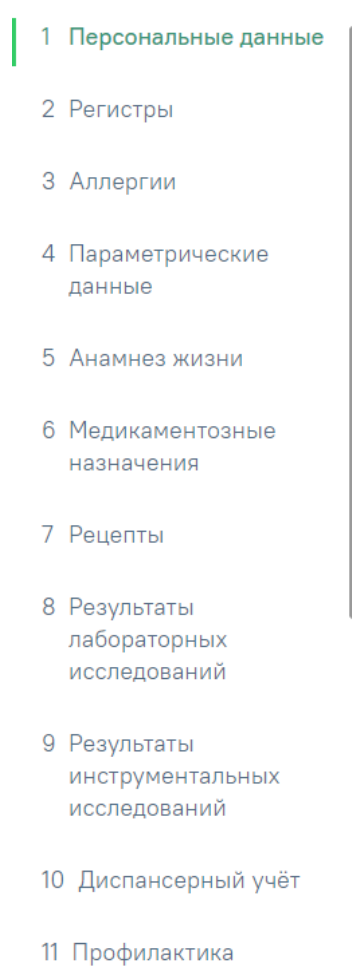 1 Персональные данные
2 Регистры
3 Аллергии
4 Параметрические
данные
5 Анамнез жизни
6 Медикаментозные
назначения
7 Рецепты
8 Результаты
лабораторных
исследований
9 Результаты
инструментальных
исследований
10 Диспансерный учёт
11 Профилактика